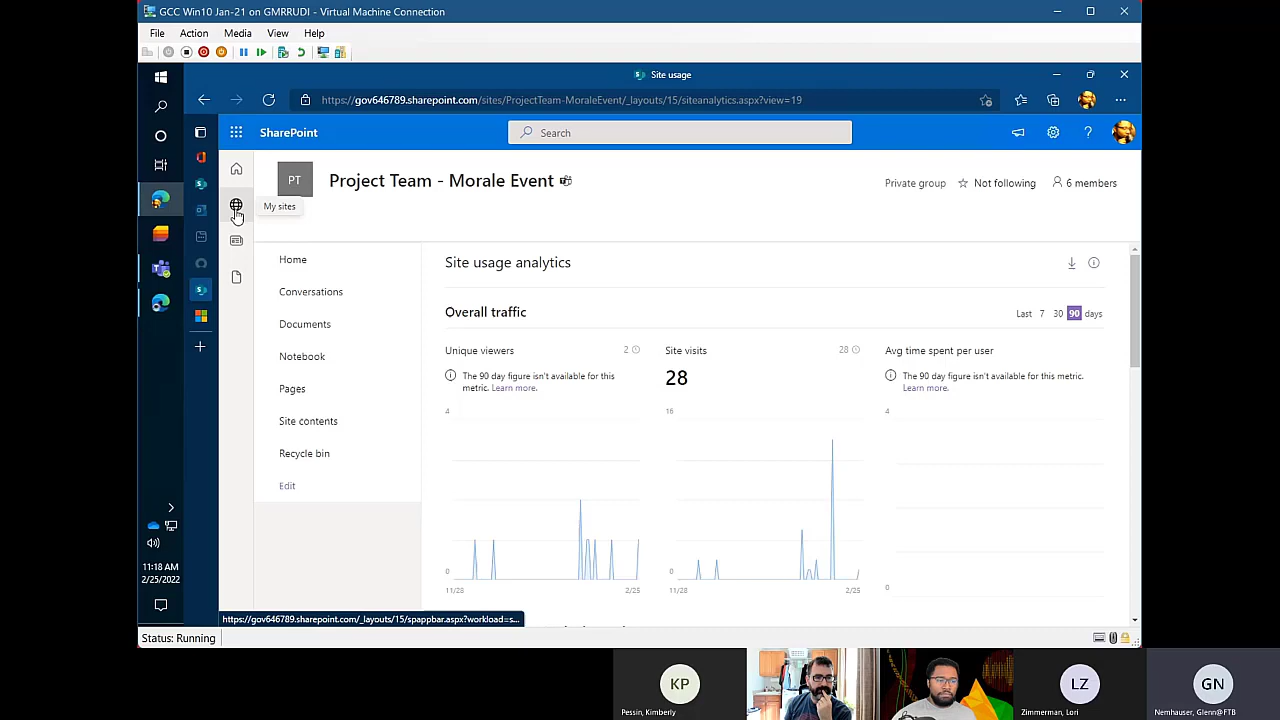 GCC Win10 Jan-21 on GMRRUDI - Virtual Machine Connection
File Action Media View Help
Site usage
https://gov646789.sharepoint.com/sites/ProjectTeam-MoraleEvent/_layouts/15/siteanalytics.aspx?view=19
SharePoint
Search
PT
Project Team - Morale Event
Private group
Not following
6 members
My sites
Home
Conversations
Documents
Notebook
Pages
Site contents
Recycle bin
Edit
Site usage analytics
Overall traffic
Last 7 30 90 days
Unique viewers
2
The 90 day figure isn't available for this
metric. Learn more.
4
0
11/28
2/25
Site visits
28
28
16
0
11/28
2/25
Avg time spent per user
The 90 day figure isn't available for this metric.
Learn more.
4
0
11:18 AM
2/25/2022
https://gov646789.sharepoint.com/_layouts/15/spappbar.aspx?workload=s...
Status: Running
KP
Pessin, Kimberly
LZ
Zimmerman, Lori
GN
Nemhauser, Glenn@FTB